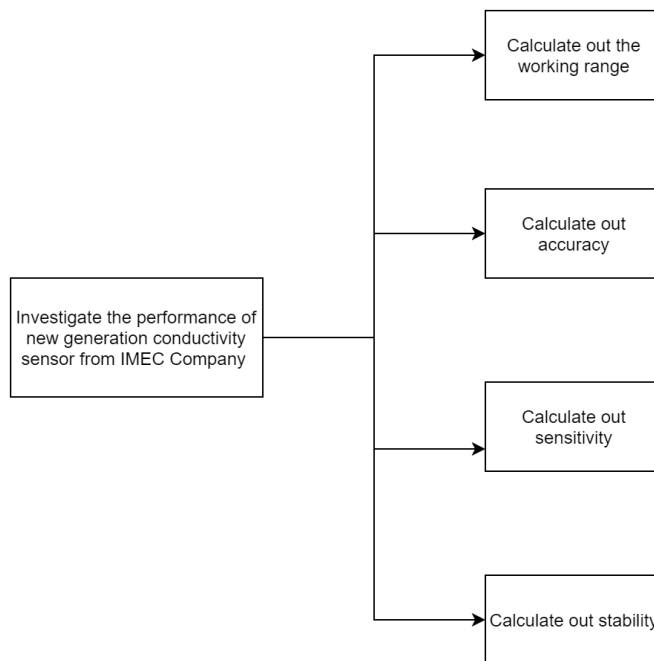 Calculate out the
working range
Calculate out
accuracy
Investigate the performance of
new generation conductivity
sensor from IMEC Company
Calculate out
sensitivity
Calculate out stability